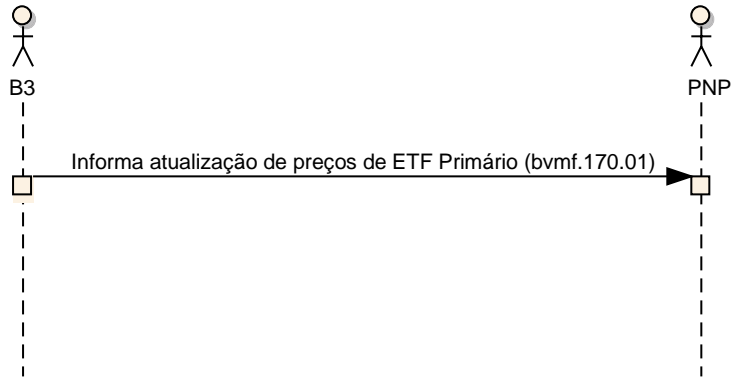 B3
PNP
Informa atualização de preços de ETF Primário (bvmf.170.01)